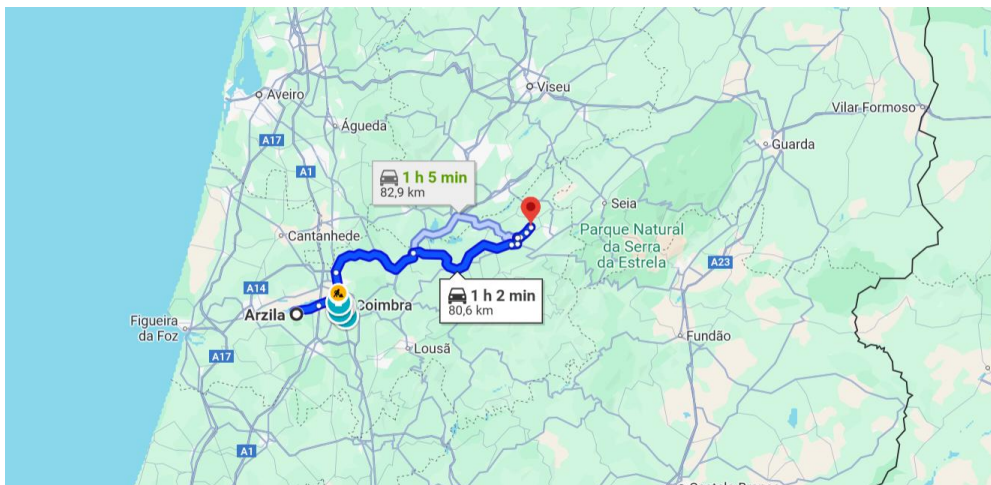 Viseu
Aveiro
Vilar Formoso
Águeda
A17
Guarda
A1
1 h 5 min
82,9 km
Seia
Cantanhede
Parque Natural
da Serra
da Estrela
A23
A14
1 h 2 min
80,6 km
Coimbra
Arzila
Figueira
da Foz
Fundão
Lousã
A17
A1